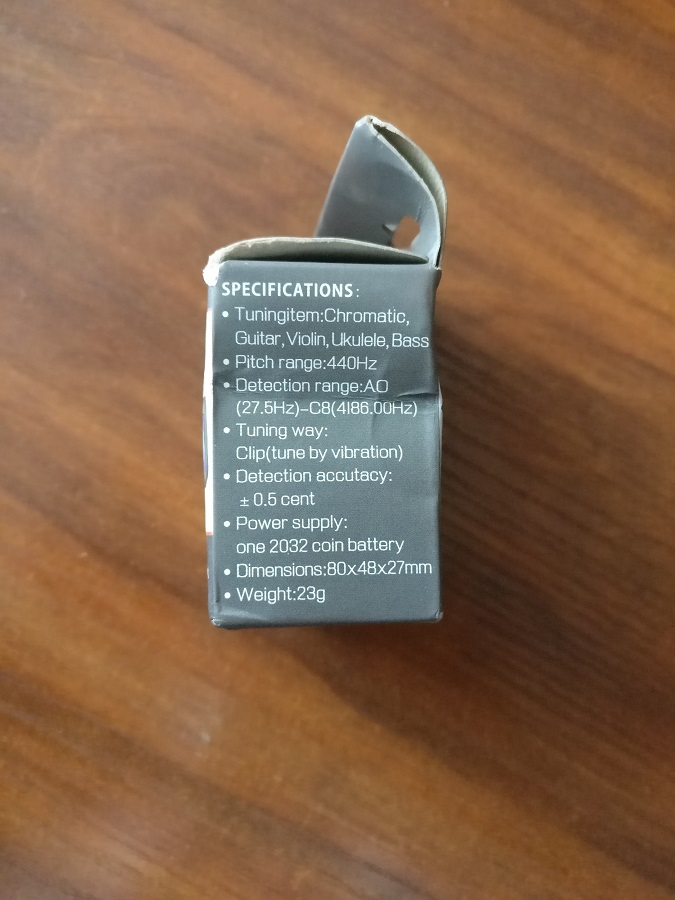 SPECIFICATIONS:
• Tuningitem:Chromatic,
Guitar,Violin,Ukulele,Bass
• Pitch range:440Hz
• Detection range:A0
(27.5Hz)-C8(4186.00Hz)
• Tuning way:
Clip(tune by vibration)
• Detection accutacy:
± 0.5 cent
• Power supply:
one 2032 coin battery
• Dimensions:80x48x27mm
• Weight:23g